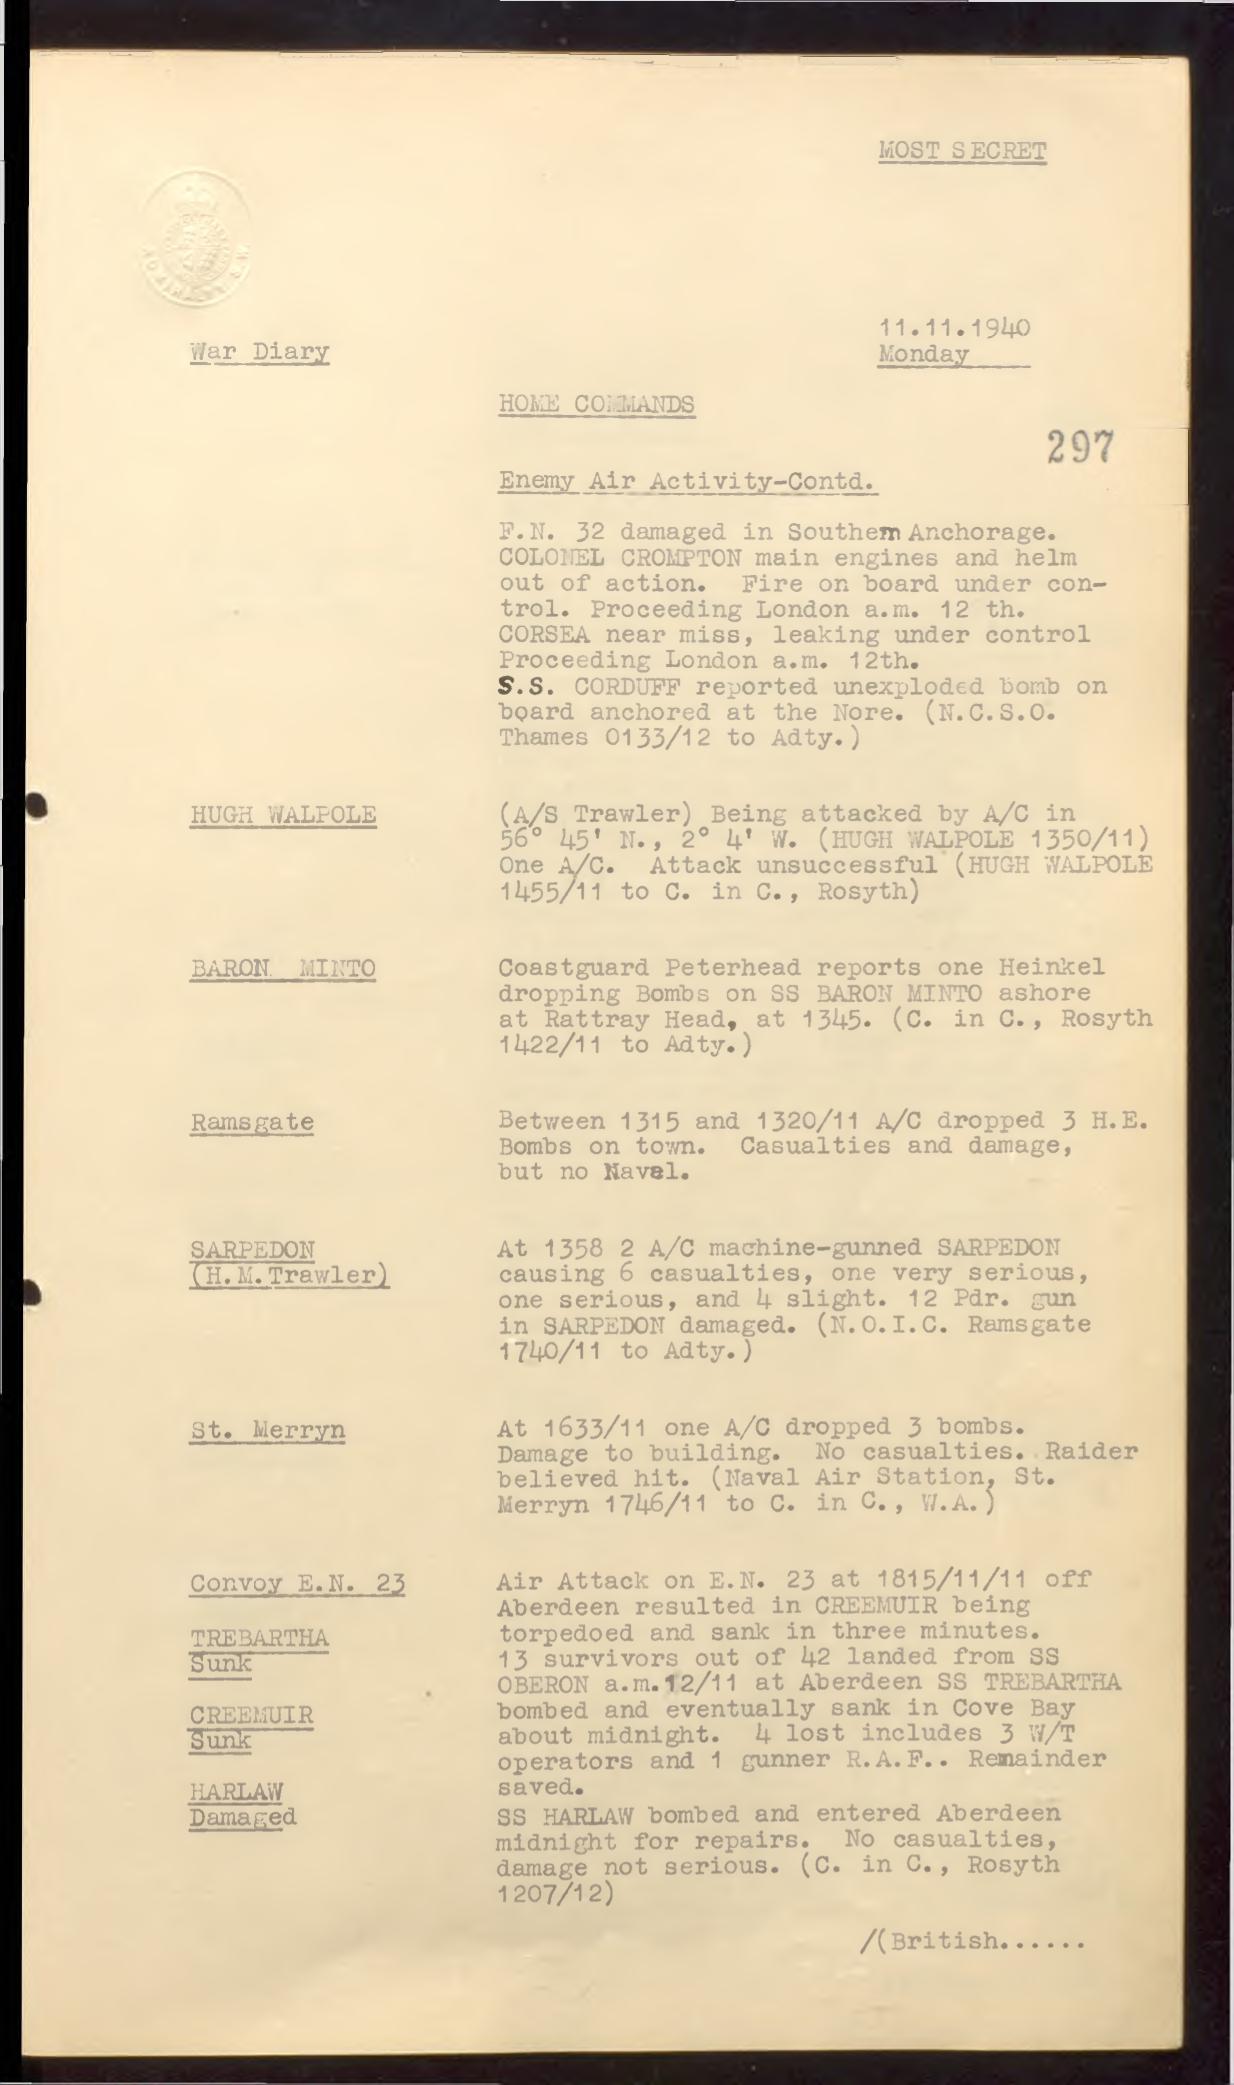 MOST SECRET
11.11.1940
War Diary
Monday
HOME COMMANDS
297
Enemy Air Activity-Contd.
F.N. 32 damaged in Southern Anchorage.
COLONEL CROMPTON main engines and helm
out of action. Fire on board under con-
trol. Proceeding London a.m. 12 th.
CORSEA near miss, leaking under control
Proceeding London a.m. 12th.
S.S. CORDUFF reported unexploded bomb on
board anchored at the Nore. (N.C.S.O.
Thames 0133/12 to Adty.)
HUGH WALPOLE
(A/S Trawler) Being attacked by A/C in
56° 45' N., 2° 4' W. (HUGH WALPOLE 1350/11)
One A/C. Attack unsuccessful (HUGH WALPOLE
1455/11 to C. in C., Rosyth)
BARON MINTO
Coastguard Peterhead reports one Heinkel
dropping Bombs on SS BARON MINTO ashore
at Rattray Head, at 1345. (C. in C., Rosyth
1422/11 to Adty.)
Ramsgate
Between 1315 and 1320/11 A/C dropped 3 H.E.
Bombs on town. Casualties and damage,
but no Naval.
SARPEDON
(H.M.Trawler)
At 1358 2 A/C machine-gunned SARPEDON
causing 6 casualties, one very serious,
one serious, and 4 slight. 12 Pdr. gun
in SARPEDON damaged. (N.O.I.C. Ramsgate
1740/11 to Adty.)
St. Merryn
At 1633/11 one A/C dropped 3 bombs.
Damage to building. No casualties. Raider
believed hit. (Naval Air Station, St.
Merryn 1746/11 to C. in C., W.A.)
Convoy E.N. 23
TREBARTHA
Sunk
CREEMUIR
Sunk
HARLAW
Damaged
Air Attack on E.N. 23 at 1815/11/11 off
Aberdeen resulted in CREEMUIR being
torpedoed and sank in three minutes.
13 survivors out of 42 landed from SS
OBERON a.m.12/11 at Aberdeen SS TREBARTHA
bombed and eventually sank in Cove Bay
about midnight. 4 lost includes 3 W/T
operators and 1 gunner R.A.F.. Remainder
saved.
SS HARLAW bombed and entered Aberdeen
midnight for repairs. No casualties,
damage not serious. (C. in C., Rosyth
1207/12)
/(British......